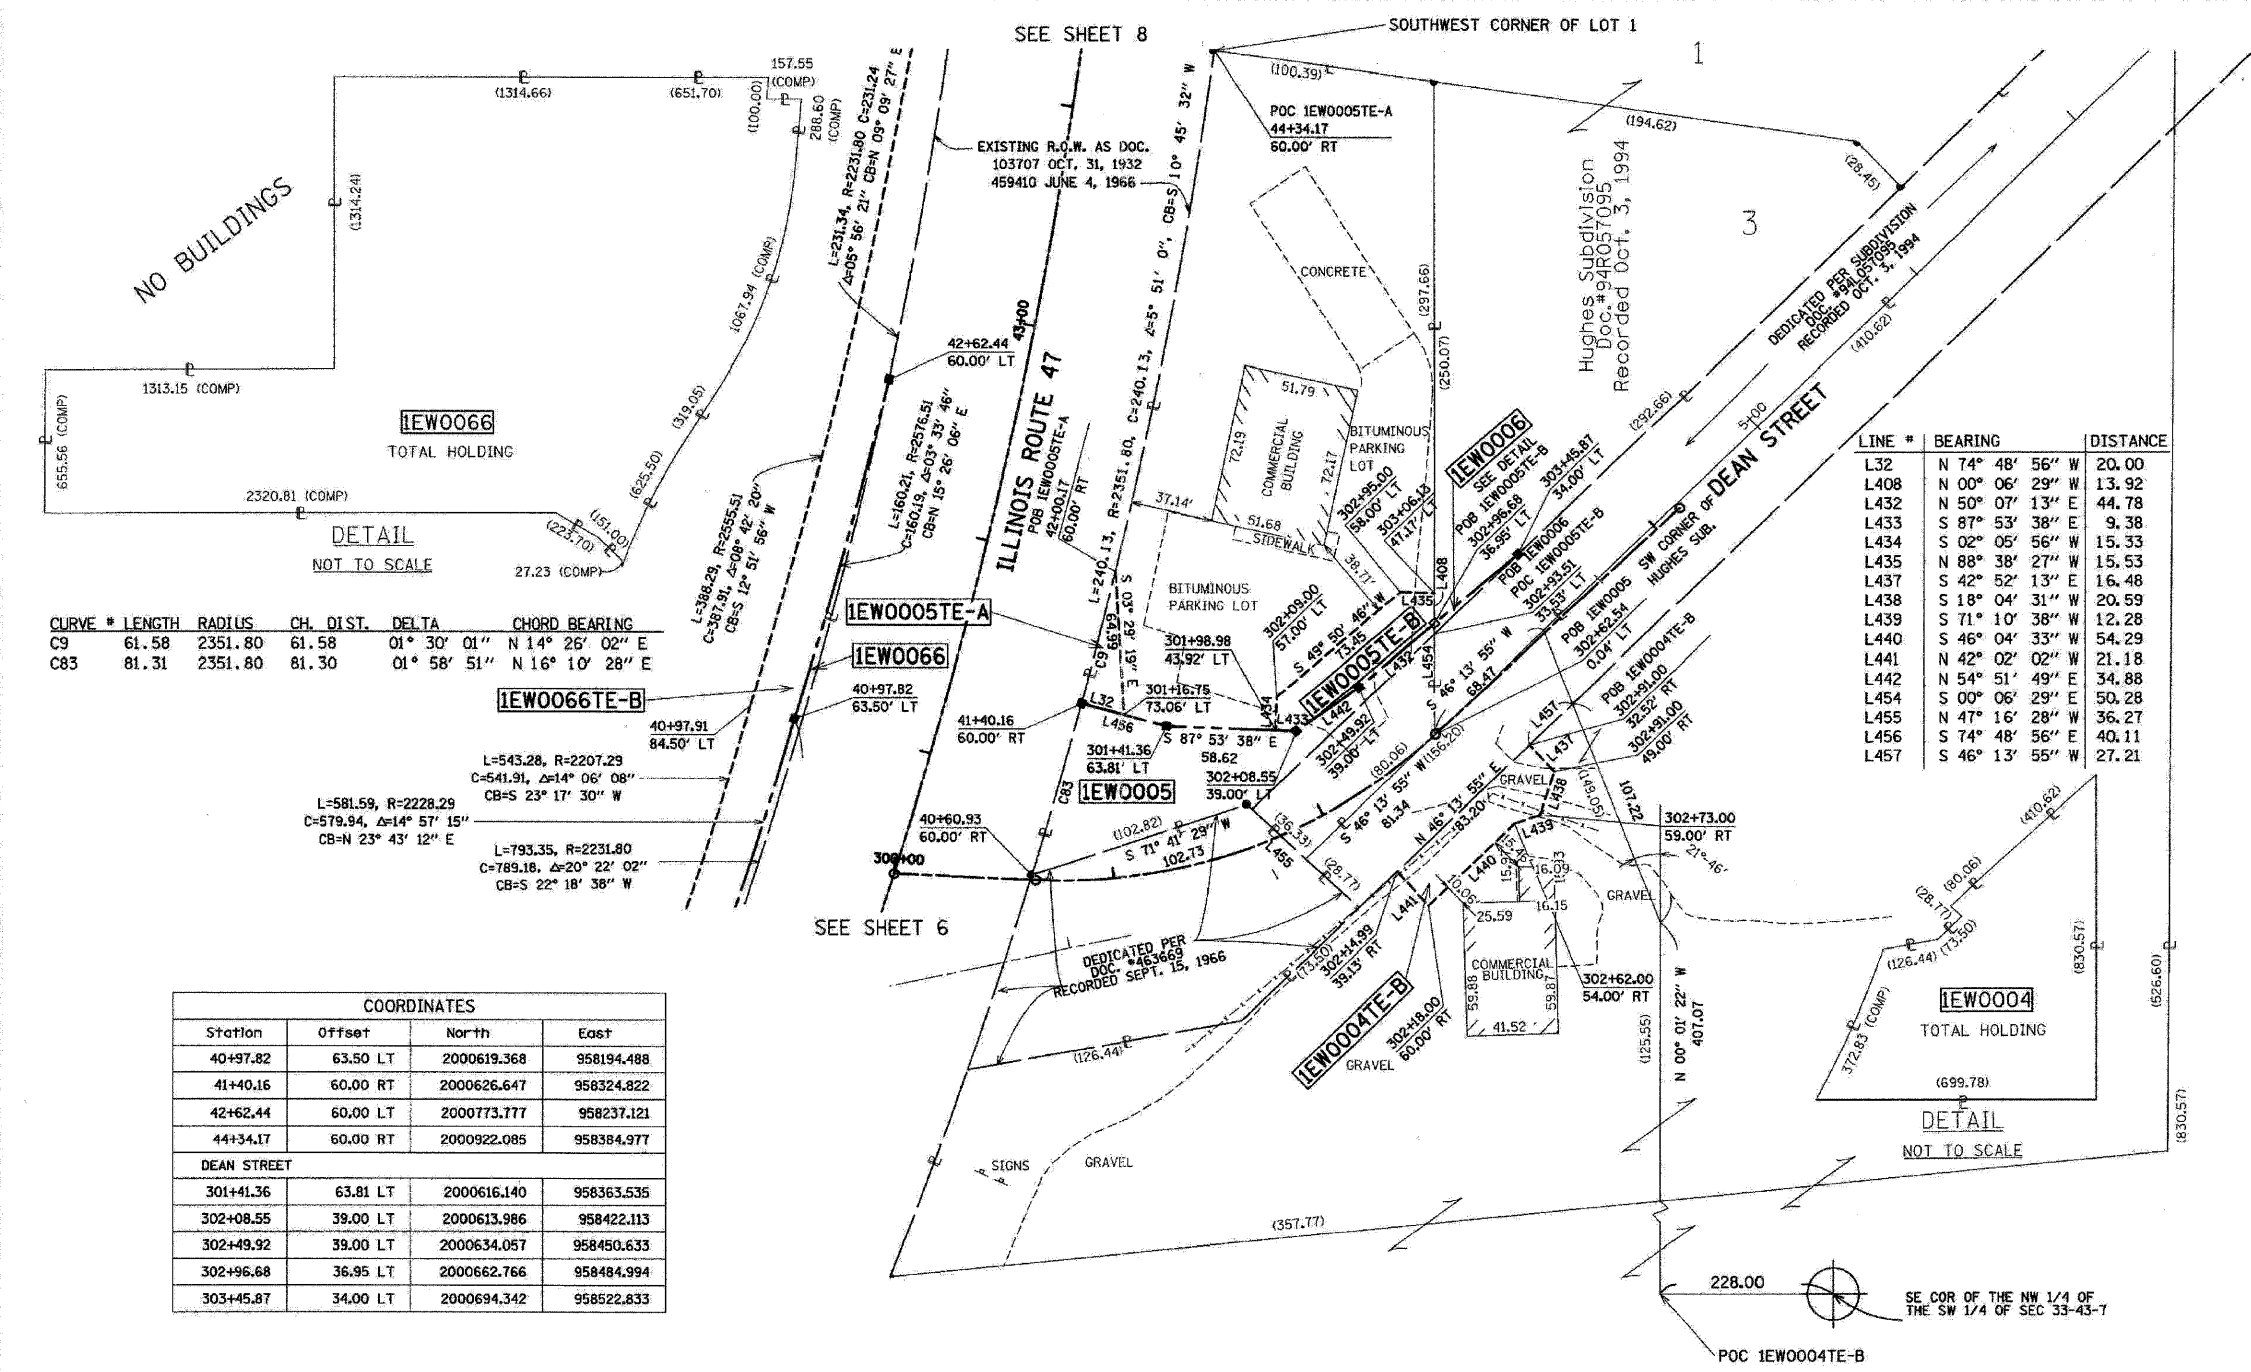 SEE SHEET 8
SOUTHWEST CORNER OF LOT 1
1
157.55
(COMP)
(1314.66)
(651.70)
(100.00)
288.60
(COMP)
(1314.24)
NO BUILDINGS
1067.94 (COMP)
1313.15 (COMP)
655.56 (COMP)
(319.05)
(625.50)
1EW0066
TOTAL HOLDING
2320.81 (COMP)
(223.70)
(151.00)
27.23 (COMP)
DETAIL
NOT TO SCALE
L=231.34, R=2231.80 C=231.24
Δ=05° 56' 21" CB=N 09° 09' 27" E
EXISTING R.O.W. AS DOC.
103707 OCT. 31, 1932
459410 JUNE 4, 1966
L=240.13, R=2351.80, C=240.13, Δ=5° 51' 0", CB=S 10° 45' 32" W
(100.39)
POC 1EW0005TE-A
44+34.17
60.00' RT
(194.62)
(28.45)
Hughes Subdivision
Doc.#94R057095
Recorded Oct. 3, 1994
3
DEDICATED PER SUBDIVISION
DOC. #94L057095
RECORDED OCT. 3, 1994
(410.62)
CONCRETE
(297.66)
(250.07)
(292.66)
43+00
ILLINOIS ROUTE 47
42+62.44
60.00' LT
L=160.21, R=2576.51
C=160.19, Δ=03° 33' 46"
CB=N 15° 26' 06" E
POB 1EW0005TE-A
42+00.17
60.00' RT
L=388.29, R=2555.51
C=387.91, Δ=08° 42' 20"
CB=S 12° 51' 56" W
51.79
72.19
COMMERCIAL
BUILDING
72.17
51.68
37.14'
SIDEWALK
38.71'
BITUMINOUS
PARKING
LOT
BITUMINOUS
PARKING LOT
1EW0006
SEE DETAIL
POB 1EW0005TE-B
302+96.68
36.95' LT
303+45.87
34.00' LT
302+95.00
58.00' LT
303+06.13
47.17' LT
5+00
DEAN STREET
POB 1EW0006
POC 1EW0005TE-B
302+93.51
33.53' LT
POB 1EW0005 SW CORNER OF
HUGHES SUB.
302+62.54
0.04' LT
L408
L435
LINE # BEARING DISTANCE
L32 N 74° 48' 56" W 20.00
L408 N 00° 06' 29" W 13.92
L432 N 50° 07' 13" E 44.78
L433 S 87° 53' 38" E 9.38
L434 S 02° 05' 56" W 15.33
L435 N 88° 38' 27" W 15.53
L437 S 42° 52' 13" E 16.48
L438 S 18° 04' 31" W 20.59
L439 S 71° 10' 38" W 12.28
L440 S 46° 04' 33" W 54.29
L441 N 42° 02' 02" W 21.18
L442 N 54° 51' 49" E 34.88
L454 S 00° 06' 29" E 50.28
L455 N 47° 16' 28" W 36.27
L456 S 74° 48' 56" E 40.11
L457 S 46° 13' 55" W 27.21
CURVE # LENGTH RADIUS CH. DIST. DELTA CHORD BEARING
C9 61.58 2351.80 61.58 01° 30' 01" N 14° 26' 02" E
C83 81.31 2351.80 81.30 01° 58' 51" N 16° 10' 28" E
1EW0005TE-A
1EW0066
1EW0066TE-B
40+97.82
63.50' LT
40+97.91
84.50' LT
C9
S 03° 29' 19" E
64.99
L32
L456
301+98.98
43.92' LT
302+09.00
57.00' LT
S 49° 50' 46" W
73.45
1EW0005TE-B
L432
L454
S 46° 13' 55" W
68.47
301+16.75
73.06' LT
L434
L433
L442
41+40.16
60.00' RT
301+41.36
63.81' LT
S 87° 53' 38" E
58.62
302+08.55
39.00' LT
302+49.92
39.00' LT
(80.06)
(156.20)
POB 1EW0004TE-B
302+91.00
32.52' RT
302+91.00
49.00' RT
L457
L437
L438
GRAVEL
(149.05)
107.22
C83
1EW0005
L=543.28, R=2207.29
C=541.91, Δ=14° 06' 08"
CB=S 23° 17' 30" W
L=581.59, R=2228.29
C=579.94, Δ=14° 57' 15"
CB=N 23° 43' 12" E
L=793.35, R=2231.80
C=789.18, Δ=20° 22' 02"
CB=S 22° 18' 38" W
40+60.93
60.00' RT
300+00
(102.82)
S 71° 41' 29" W
102.73
(36.33)
L455
S 46° 13' 55" W
81.34
N 46° 13' 55" E
(83.20)
(28.77)
L439
L440
L441
302+73.00
59.00' RT
21°-46'
16.09
16.15
25.59
10.06'
GRAVEL
59.88
COMMERCIAL
BUILDING
59.87
41.52
302+62.00
54.00' RT
SEE SHEET 6
DEDICATED PER
DOC. #463669
RECORDED SEPT. 15, 1966
(73.50)
302+14.99
39.13' RT
1EW0004TE-B
302+18.00
60.00' RT
GRAVEL
(126.44)
(125.55)
N 00° 01' 22" W
407.07
(410.62)
(80.06)
(28.77)
(73.50)
(126.44)
372.83 (COMP)
1EW0004
TOTAL HOLDING
(830.57)
(526.60)
(699.78)
DETAIL
NOT TO SCALE
(830.57)
COORDINATES
Station Offset North East
40+97.82 63.50 LT 2000619.368 958194.488
41+40.16 60.00 RT 2000626.647 958324.822
42+62.44 60.00 LT 2000773.777 958237.121
44+34.17 60.00 RT 2000922.085 958384.977
DEAN STREET
301+41.36 63.81 LT 2000616.140 958363.535
302+08.55 39.00 LT 2000613.986 958422.113
302+49.92 39.00 LT 2000634.057 958450.633
302+96.68 36.95 LT 2000662.766 958484.994
303+45.87 34.00 LT 2000694.342 958522.833
SIGNS
GRAVEL
(357.77)
228.00
SE COR OF THE NW 1/4 OF
THE SW 1/4 OF SEC 33-43-7
POC 1EW0004TE-B